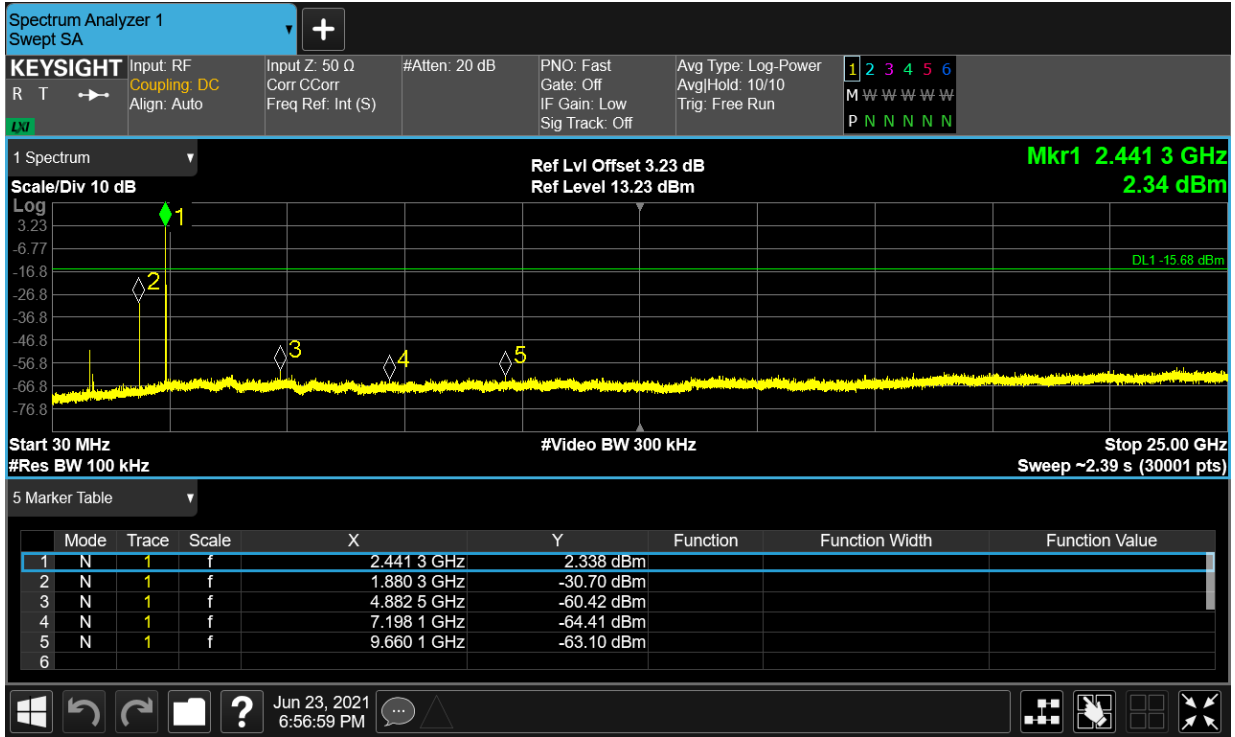 Spectrum Analyzer 1
Swept SA
KEYSIGHT Input: RF Input Z: 50 Ω #Atten: 20 dB PNO: Fast Avg Type: Log-Power 1 2 3 4 5 6
R T Coupling: DC Corr CCorr Gate: Off Avg|Hold: 10/10 M W W W W W
Align: Auto Freq Ref: Int (S) IF Gain: Low Trig: Free Run P N N N N N
LXI Sig Track: Off
1 Spectrum Ref Lvl Offset 3.23 dB Mkr1 2.441 3 GHz
Scale/Div 10 dB Ref Level 13.23 dBm 2.34 dBm
Log
1
3.23
-6.77
DL1 -15.68 dBm
-16.8
2
-26.8
-36.8
-46.8
3
4
5
-56.8
-66.8
-76.8
Start 30 MHz #Video BW 300 kHz Stop 25.00 GHz
#Res BW 100 kHz Sweep ~2.39 s (30001 pts)
5 Marker Table
Mode Trace Scale X Y Function Function Width Function Value
1 N 1 f 2.441 3 GHz 2.338 dBm
2 N 1 f 1.880 3 GHz -30.70 dBm
3 N 1 f 4.882 5 GHz -60.42 dBm
4 N 1 f 7.198 1 GHz -64.41 dBm
5 N 1 f 9.660 1 GHz -63.10 dBm
6
? Jun 23, 2021
6:56:59 PM